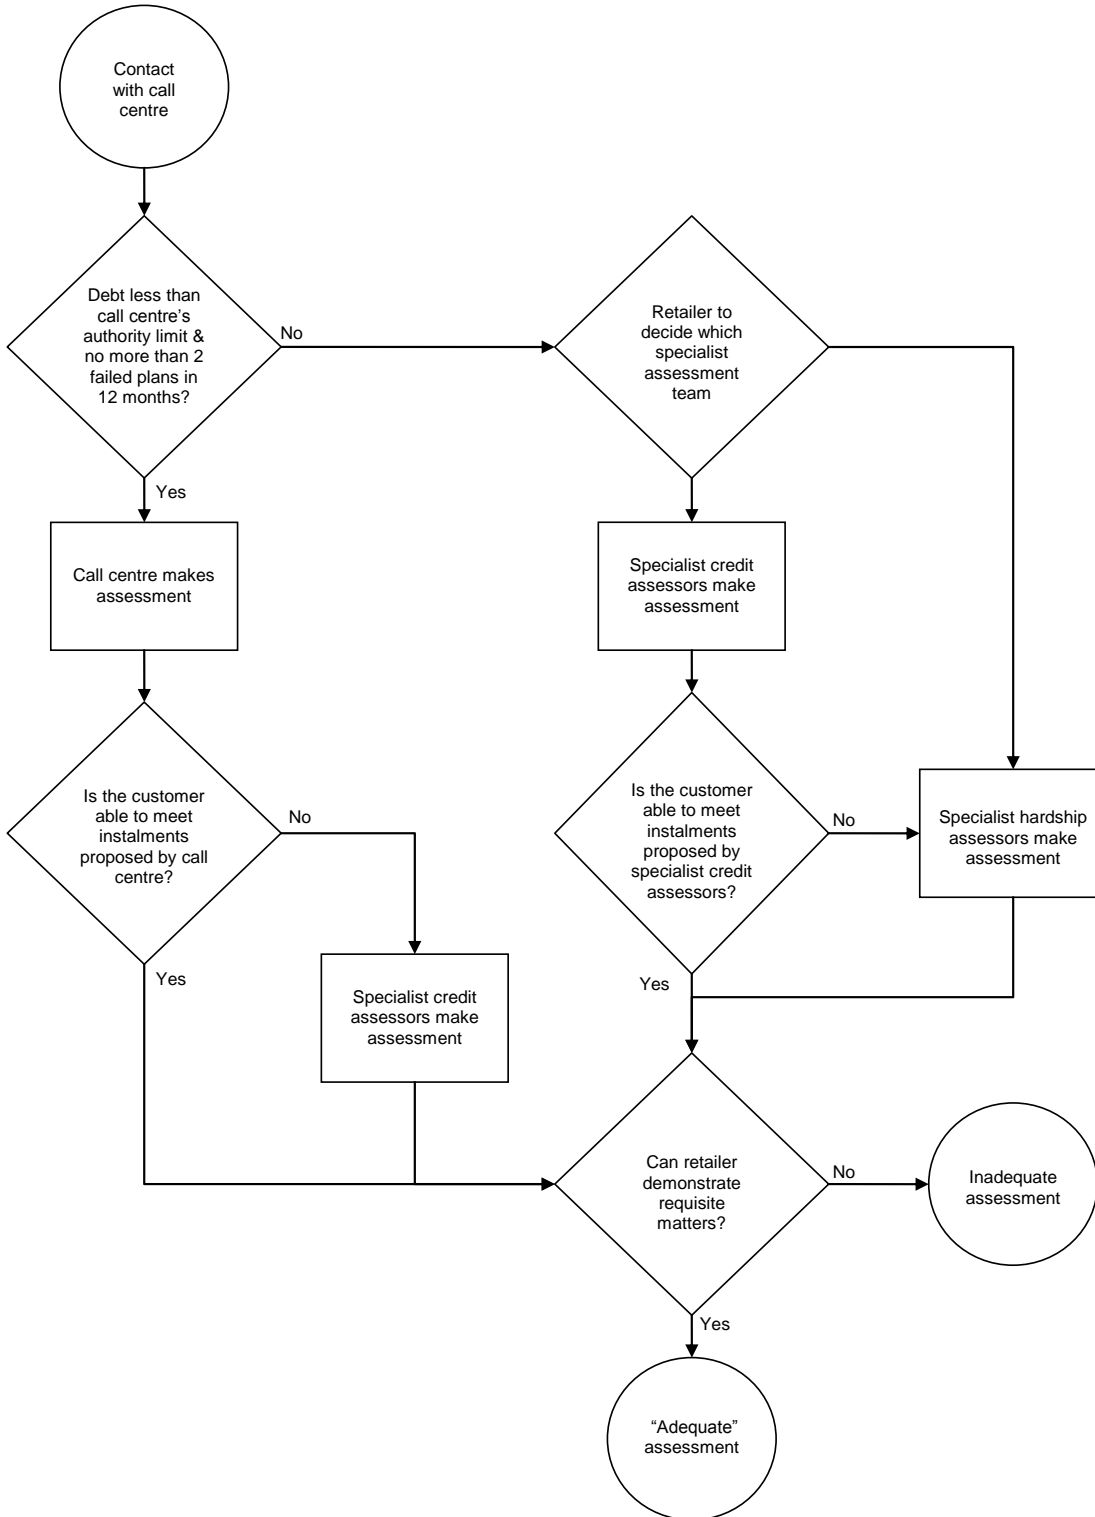 Contact
with call
centre
Debt less than
call centre’s
authority limit &
no more than 2
failed plans in
12 months?
No
Retailer to
decide which
specialist
assessment
team
Yes
Call centre makes
assessment
Specialist credit
assessors make
assessment
Is the customer
able to meet
instalments
proposed by call
centre?
No
Is the customer
able to meet
instalments
proposed by
specialist credit
assessors?
No
Specialist hardship
assessors make
assessment
Yes
Specialist credit
assessors make
assessment
Yes
Can retailer
demonstrate
requisite
matters?
No
Inadequate
assessment
Yes
“Adequate”
assessment